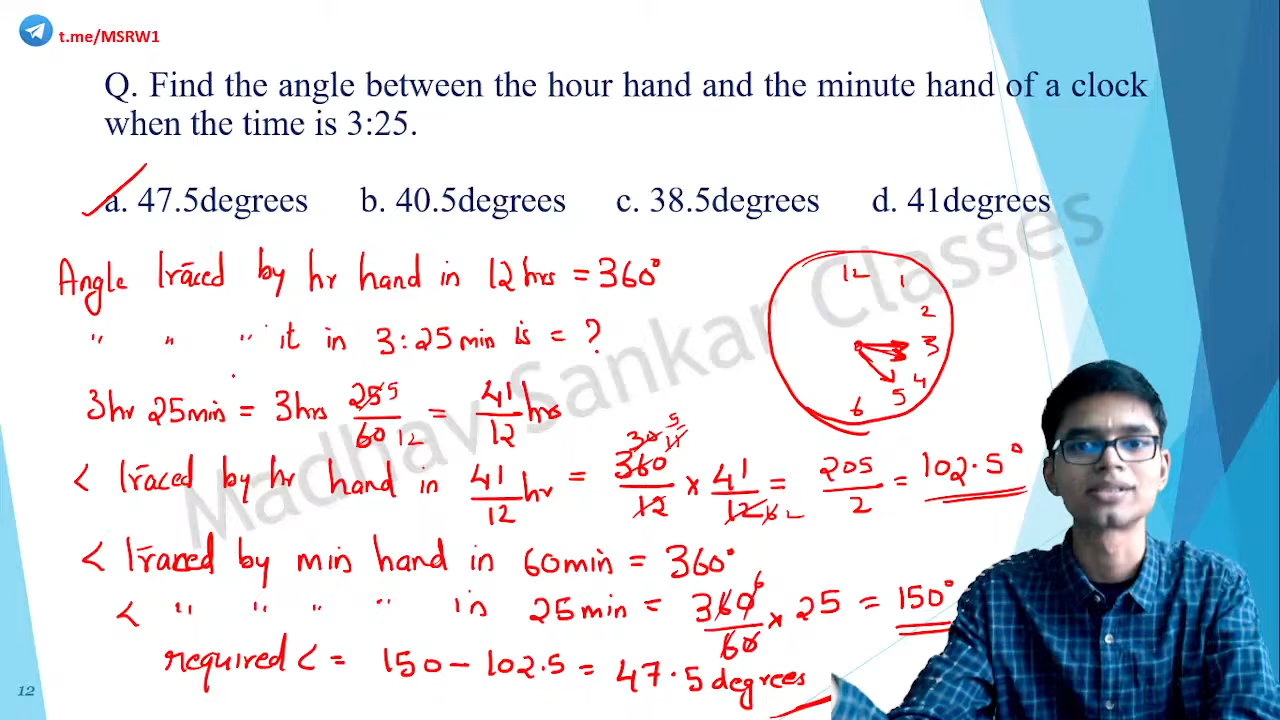 t.me/MSRW1
Q. Find the angle between the hour hand and the minute hand of a clock
when the time is 3:25.
a. 47.5degrees b. 40.5degrees c. 38.5degrees d. 41degrees
Angle traced by hr hand in 12 hrs = 360°
" " " it in 3:25 min is = ?
3hr 25min = 3hrs 25/60 5/12 = 41/12 hrs
< traced by hr hand in 41/12 hr = 360/12 × 41/12 = 205/2 = 102.5°
< traced by min hand in 60min = 360°
< " " " " in 25min = 360/60 6 × 25 = 150°
required < = 150 - 102.5 = 47.5 degrees
12
1
2
3
4
5
6
Madhav Sankar Classes
12